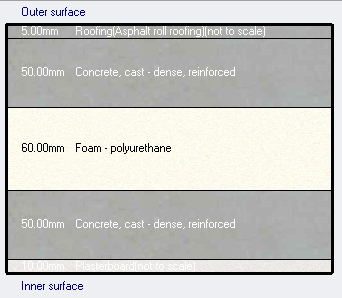 Outer surface
5.00mm Roofing(Asphalt roll roofing)(not to scale)
50.00mm Concrete, cast - dense, reinforced
60.00mm Foam - polyurethane
50.00mm Concrete, cast - dense, reinforced
10.00mm Plasterboard(not to scale)
Inner surface